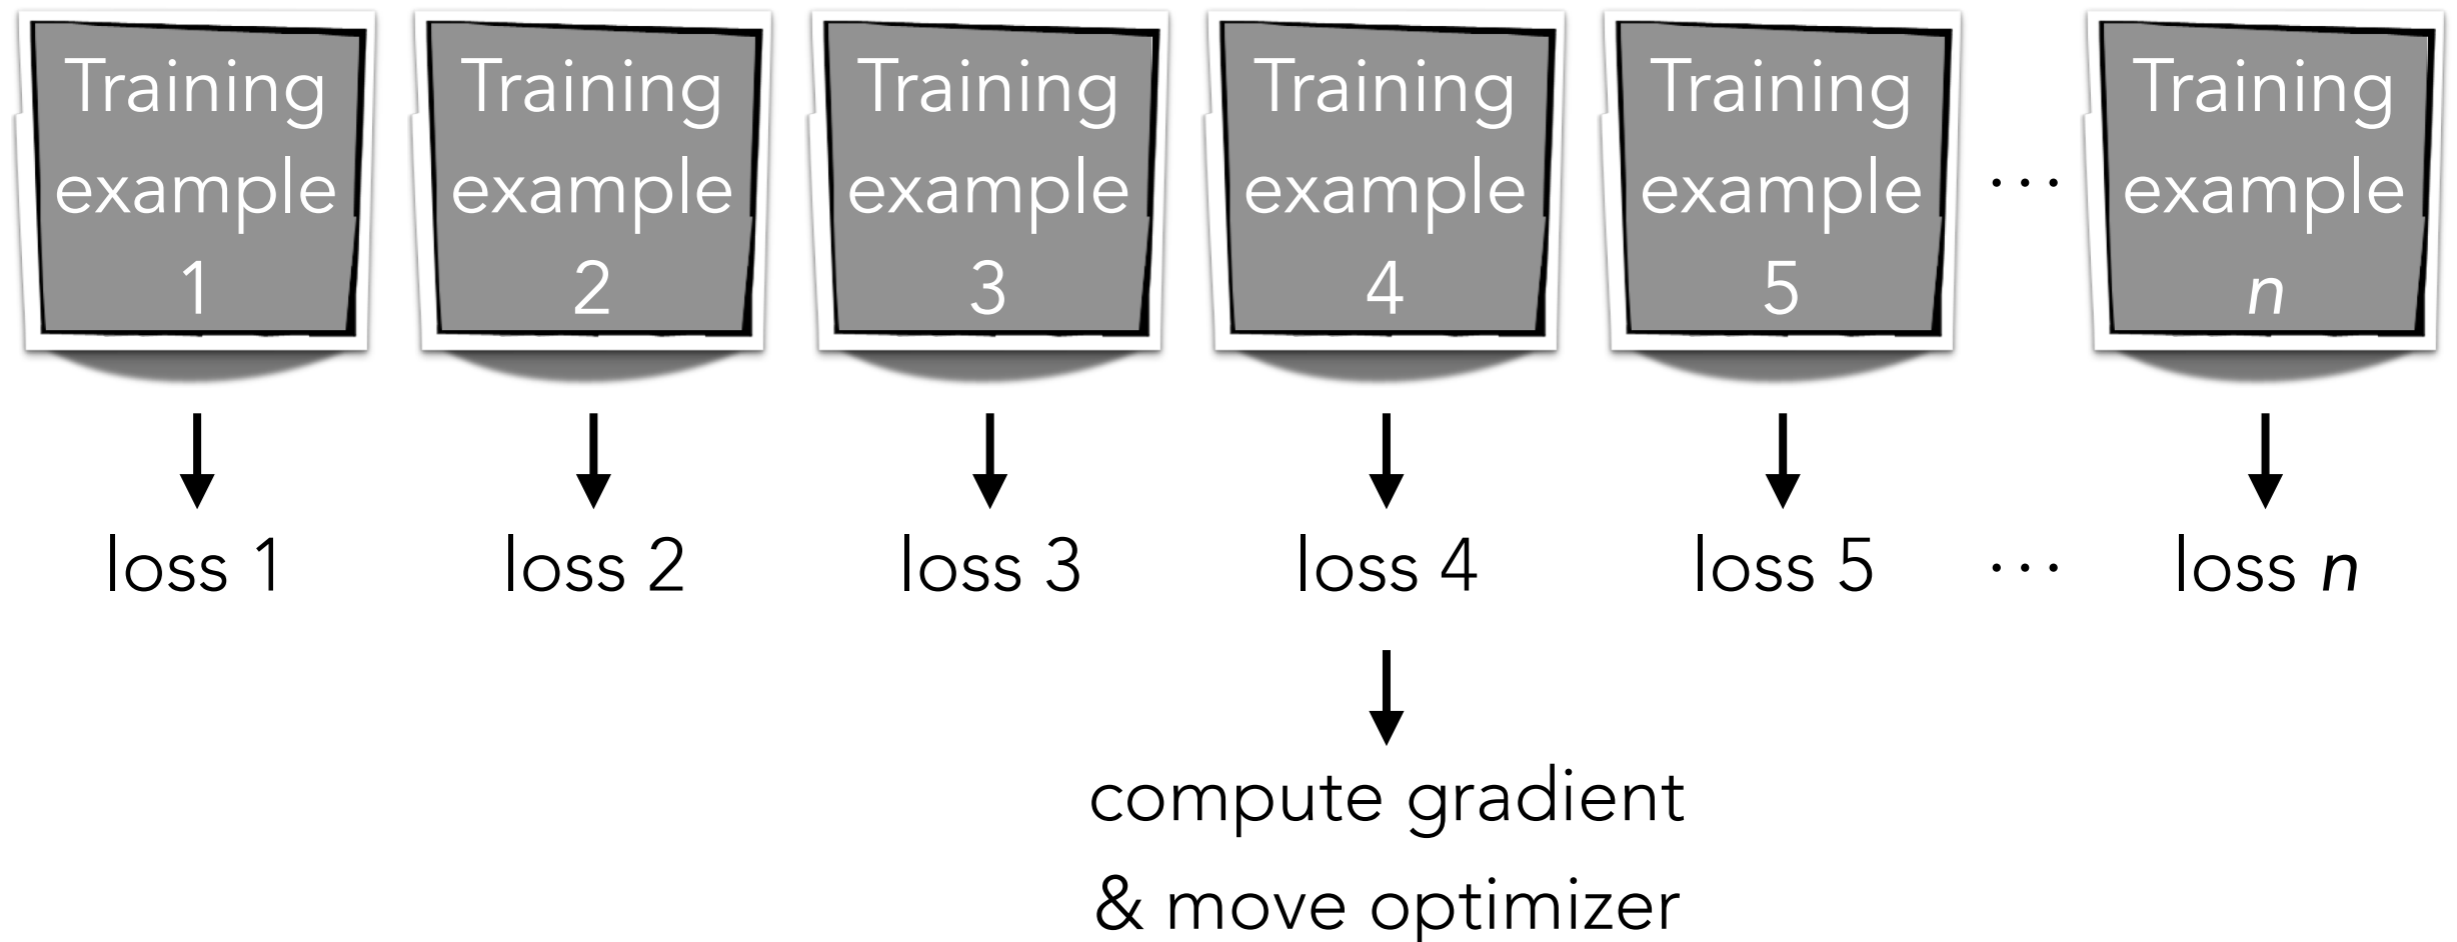 Training
example
1
Training
example
2
Training
example
3
Training
example
4
Training
example
5
...
Training
example
n
loss 1
loss 2
loss 3
loss 4
loss 5
...
loss n
compute gradient
& move optimizer